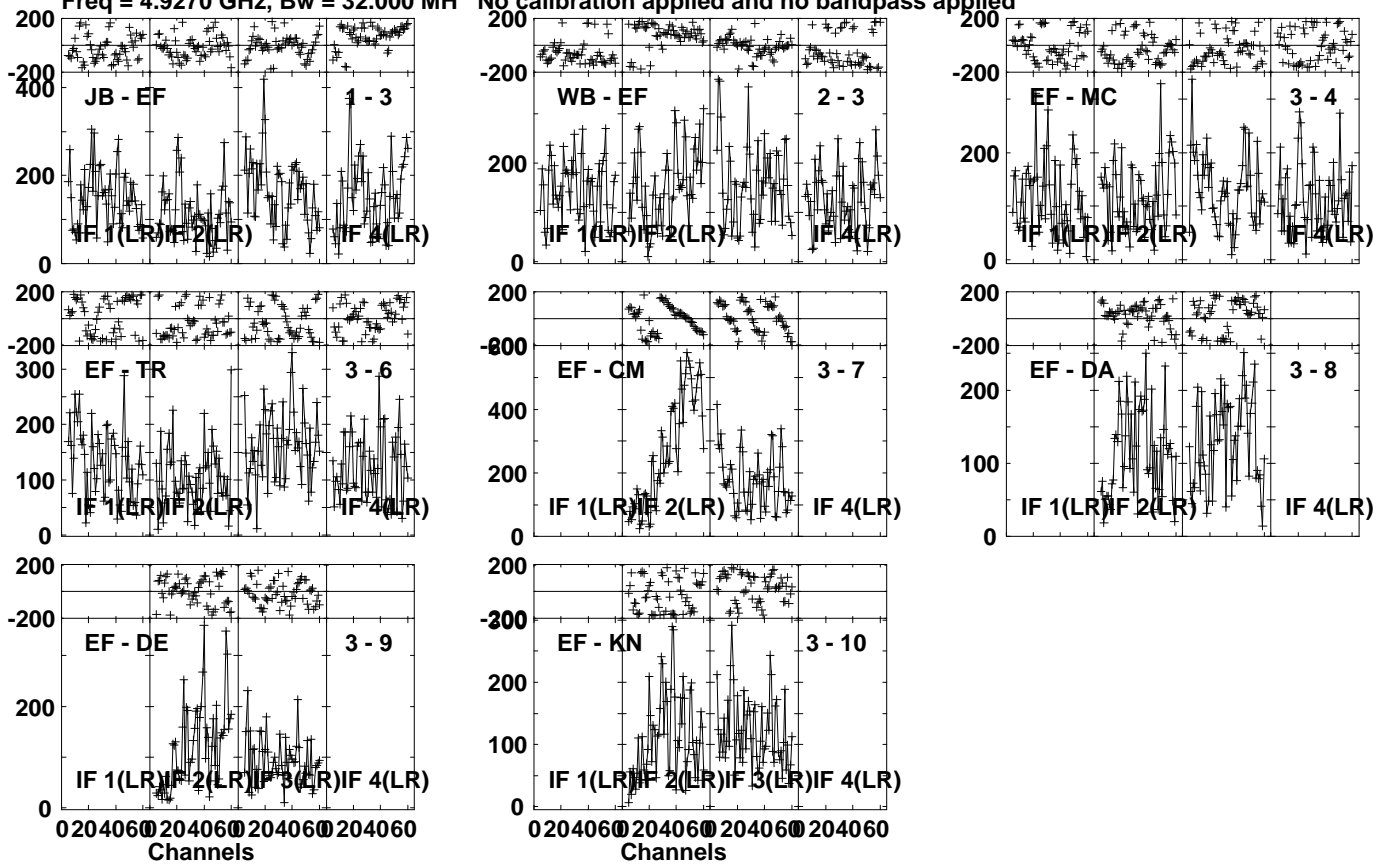 Freq = 4.9270 GHz, Bw = 32.000 MH No calibration applied and no bandpass applied
200
-200
400
200
0
JB - EF
1 - 3
IF 1(LR)
IF 2(LR)
IF 4(LR)
200
-200
200
0
WB - EF
2 - 3
IF 1(LR)
IF 2(LR)
IF 4(LR)
200
-200
200
0
EF - MC
3 - 4
IF 1(LR)
IF 2(LR)
IF 4(LR)
200
-200
300
200
100
0
EF - TR
3 - 6
IF 1(LR)
IF 2(LR)
IF 4(LR)
200
-200
600
400
200
0
EF - CM
3 - 7
IF 1(LR)
IF 2(LR)
IF 4(LR)
200
-200
200
100
0
EF - DA
3 - 8
IF 1(LR)
IF 2(LR)
IF 4(LR)
200
-200
200
0
EF - DE
3 - 9
IF 1(LR)
IF 2(LR)
IF 3(LR)
IF 4(LR)
0 20 40 60 0 20 40 60 0 20 40 60 0 20 40 60
Channels
200
-200
300
200
100
0
EF - KN
3 - 10
IF 1(LR)
IF 2(LR)
IF 3(LR)
IF 4(LR)
0 20 40 60 0 20 40 60 0 20 40 60 0 20 40 60
Channels